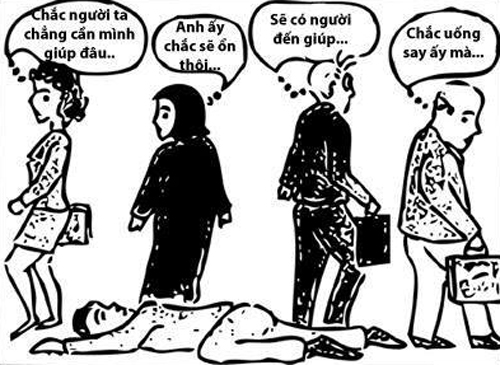 Chắc người ta
chẳng cần mình
giúp đâu..
Anh ấy
chắc sẽ ổn
thôi...
Sẽ có người
đến giúp...
Chắc uống
say ấy mà...